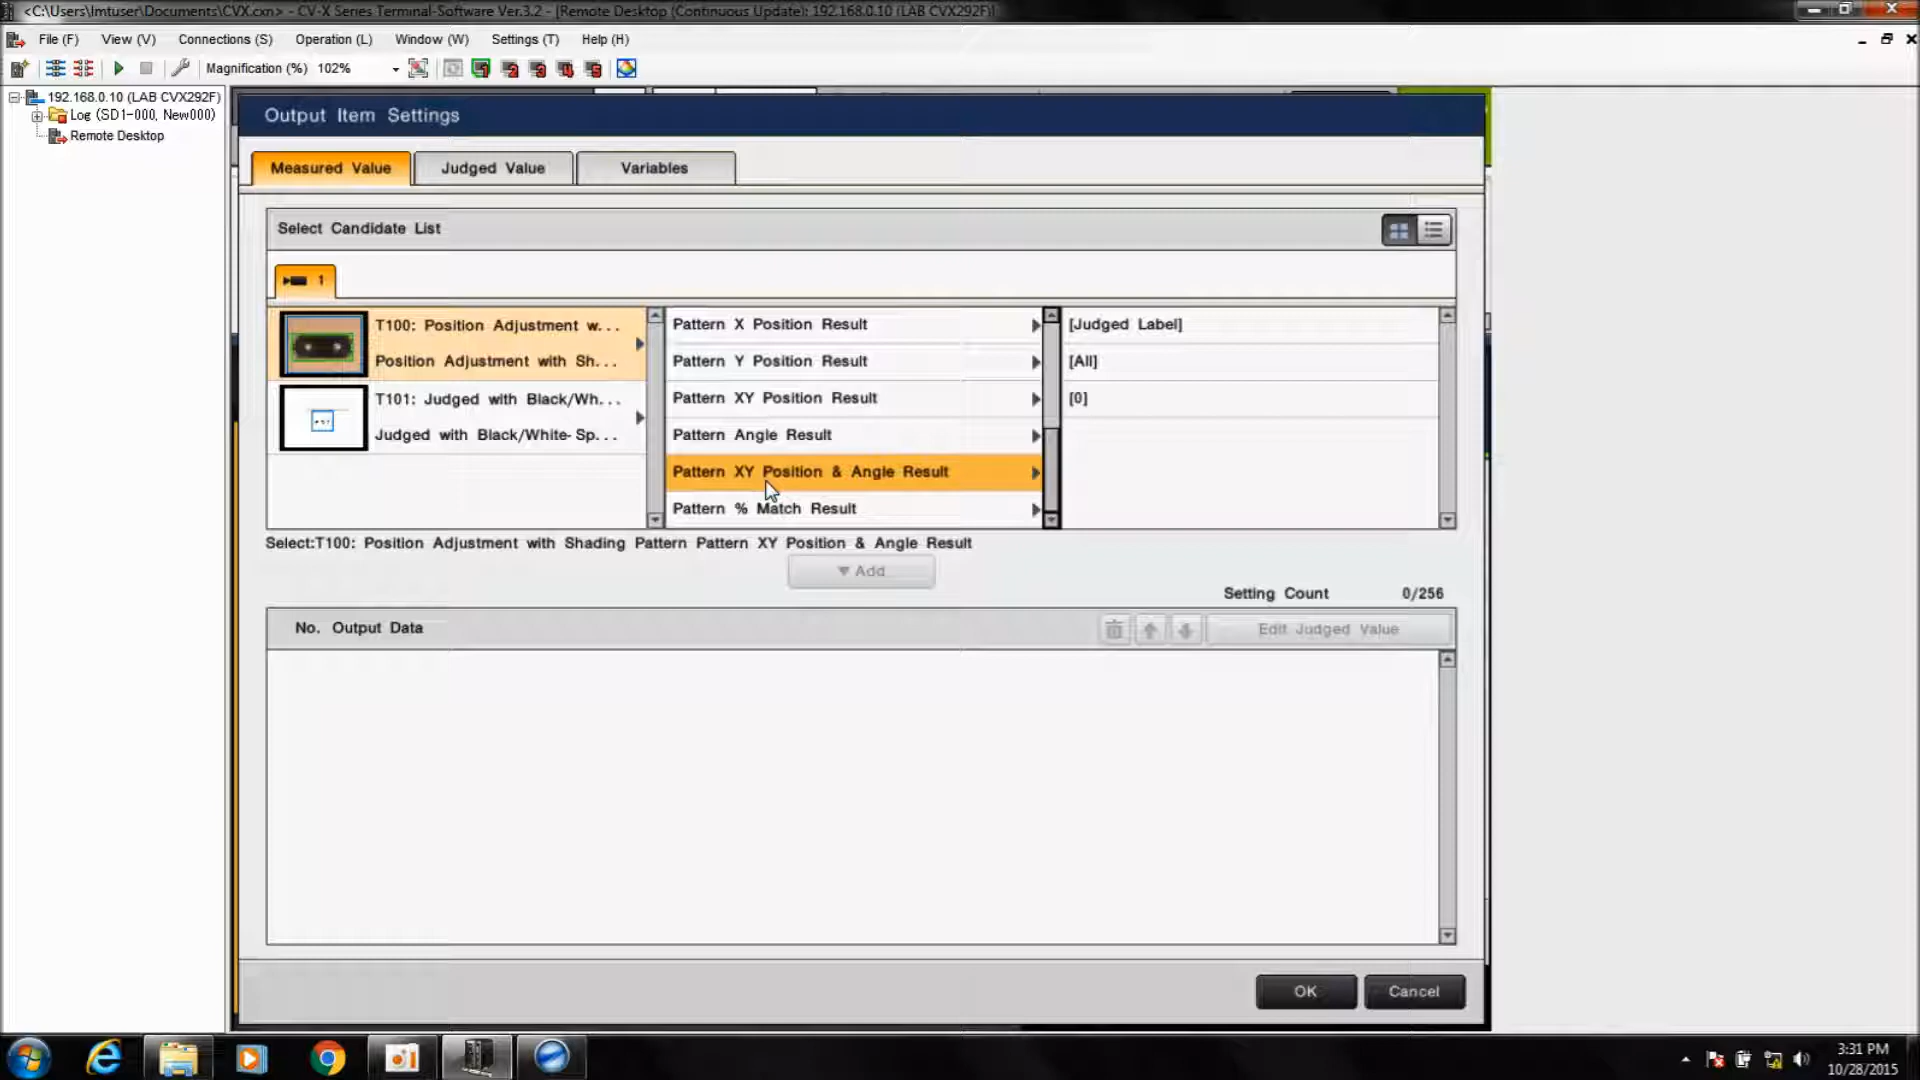 <C:\Users\lmtuser\Documents\CVX.cxn> - CV-X Series Terminal-Software Ver.3.2 - [Remote Desktop (Continuous Update): 192.168.0.10 (LAB CVX292F)]
File (F) View (V) Connections (S) Operation (L) Window (W) Settings (T) Help (H)
Magnification (%) 102%
192.168.0.10 (LAB CVX292F)
Log (SD1-000, New000)
Remote Desktop
Output Item Settings
Measured Value Judged Value Variables
Select Candidate List
1
T100: Position Adjustment w...
Position Adjustment with Sh...
T101: Judged with Black/Wh...
Judged with Black/White- Sp...
Pattern X Position Result
Pattern Y Position Result
Pattern XY Position Result
Pattern Angle Result
Pattern XY Position & Angle Result
Pattern % Match Result
[Judged Label]
[All]
[0]
Select:T100: Position Adjustment with Shading Pattern Pattern XY Position & Angle Result
Add
Setting Count 0/256
No. Output Data
Edit Judged Value
OK Cancel
3:31 PM
10/28/2015